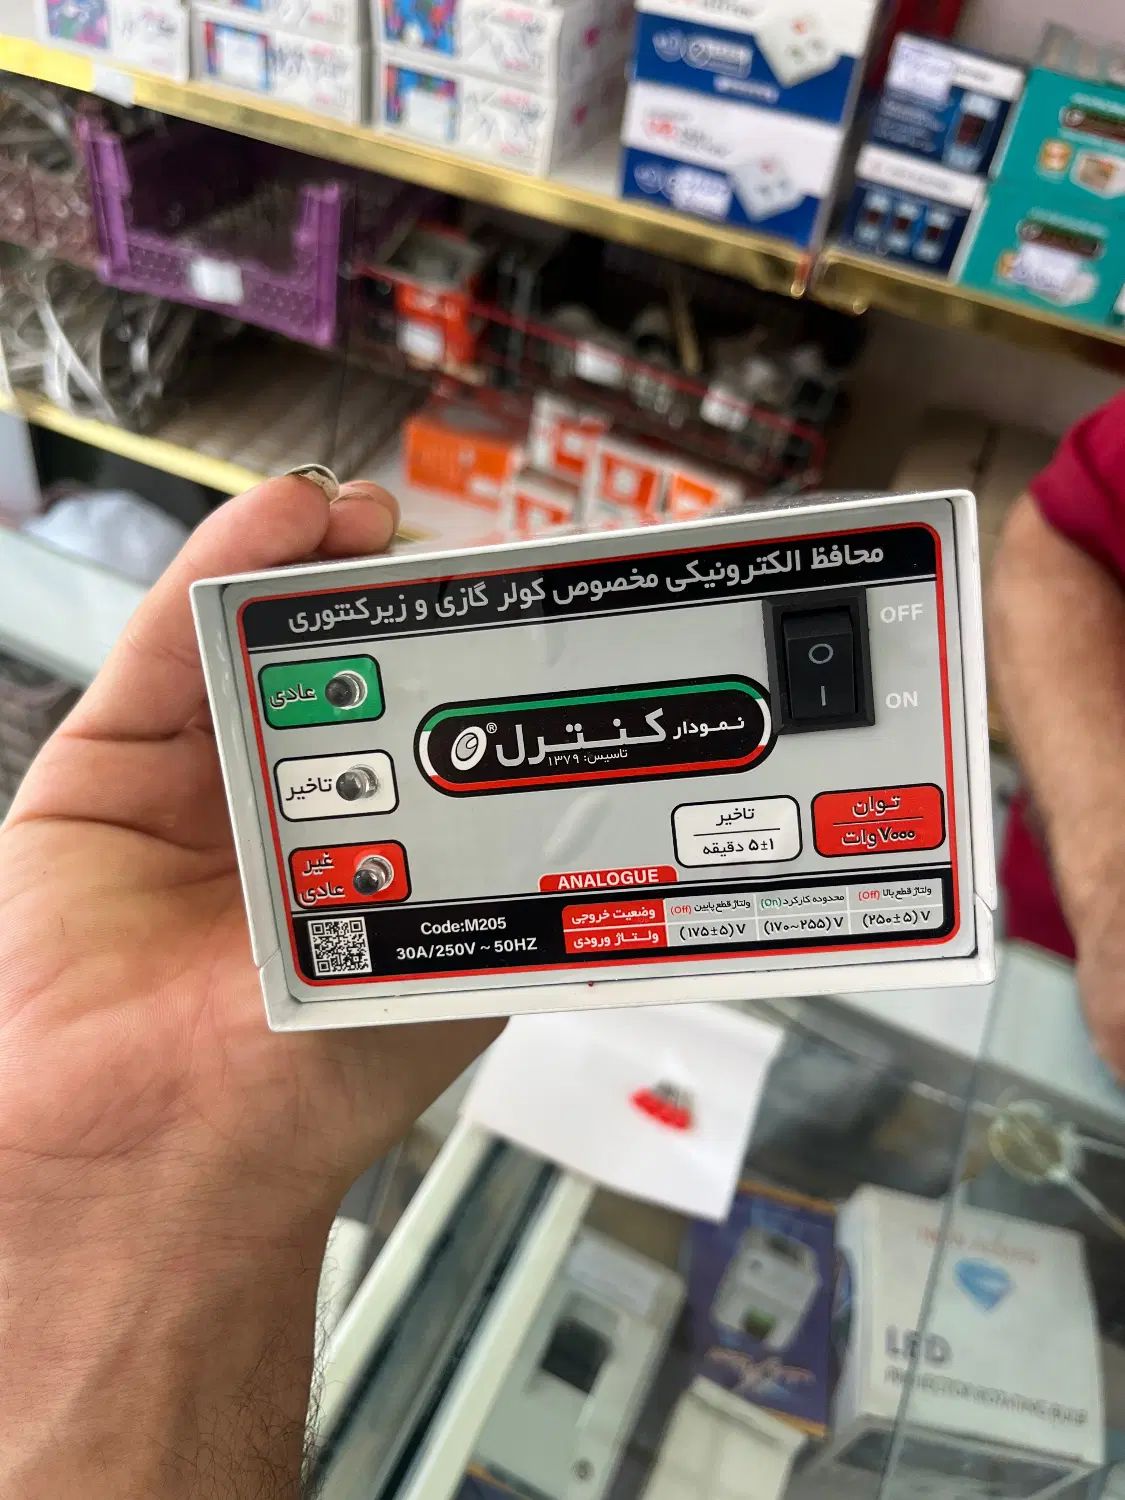 محافظ الکترونیکی مخصوص کولر گازی و زیرکنتوری
OFF
ON
عادی
تاخیر
غیر عادی
نمودار کنترل®
تاسیس: ۱۳۷۹
توان
۷۰۰۰ وات
تاخیر
۵±۱ دقیقه
ANALOGUE
Code:M205
30A/250V ~ 50HZ
وضعیت خروجی
ولتاژ قطع پایین (Off)
محدوده کارکرد (On)
ولتاژ قطع بالا (Off)
ولتاژ ورودی
(۱۷۵±۵) V
(۱۷۰~۲۵۵) V
(۲۵۰±۵) V
LED